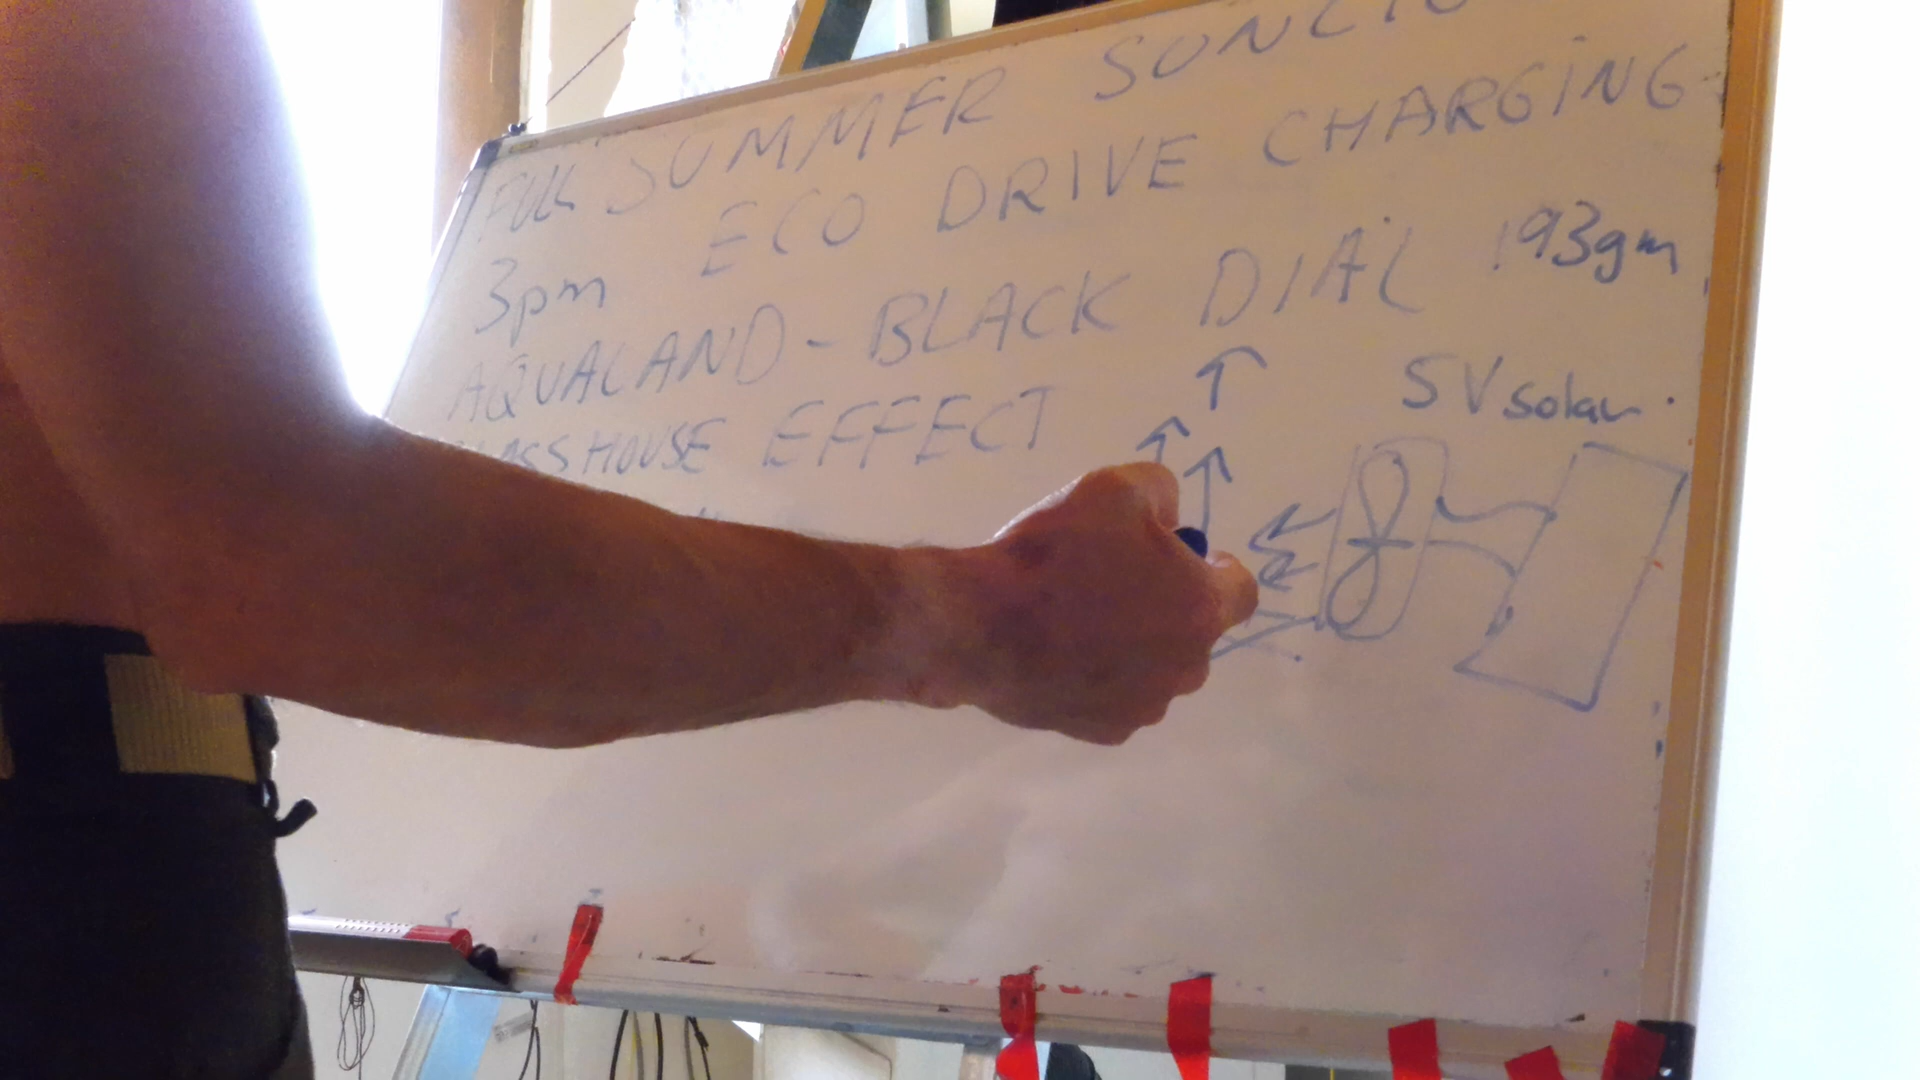 FULL SUMMER
3pm ECO DRIVE CHARGING
AQUALAND - BLACK DIAL 193gm
EFFECT
5V solar